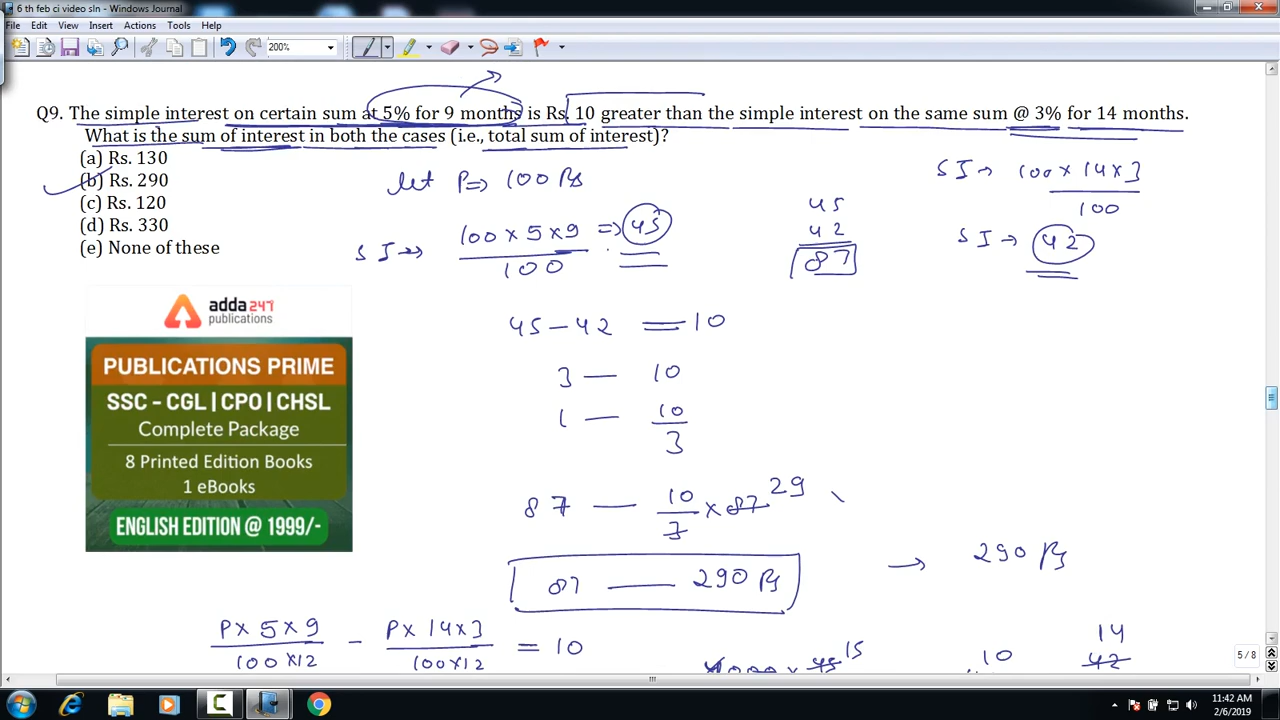 6 th feb ci video sln - Windows Journal
File Edit View Insert Actions Tools Help
200%
Q9. The simple interest on certain sum at 5% for 9 months is Rs. 10 greater than the simple interest on the same sum @ 3% for 14 months.
What is the sum of interest in both the cases (i.e., total sum of interest)?
(a) Rs. 130
(b) Rs. 290
(c) Rs. 120
(d) Rs. 330
(e) None of these
let P => 100 Rs
SI → 100 × 5 × 9 / 100 => 45
45
42
87
SI → 100 × 14 × 3 / 100
SI → 42
45 - 42 = 10
3 — 10
1 — 10/3
87 — 10/3 × 87 29
87 — 290 Rs
→ 290 Rs
P × 5 × 9 / 100 × 12 - P × 14 × 3 / 100 × 12 = 10
15
10
14
42
adda247
publications
PUBLICATIONS PRIME
SSC - CGL | CPO | CHSL
Complete Package
8 Printed Edition Books
1 eBooks
ENGLISH EDITION @ 1999/-
5 / 8
11:42 AM
2/6/2019